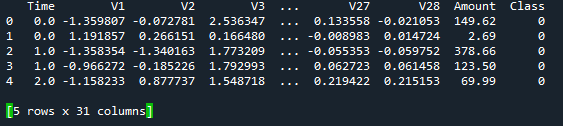 Time V1 V2 V3 ... V27 V28 Amount Class
0 0.0 -1.359807 -0.072781 2.536347 ... 0.133558 -0.021053 149.62 0
1 0.0 1.191857 0.266151 0.166480 ... -0.008983 0.014724 2.69 0
2 1.0 -1.358354 -1.340163 1.773209 ... -0.055353 -0.059752 378.66 0
3 1.0 -0.966272 -0.185226 1.792993 ... 0.062723 0.061458 123.50 0
4 2.0 -1.158233 0.877737 1.548718 ... 0.219422 0.215153 69.99 0
[5 rows x 31 columns]